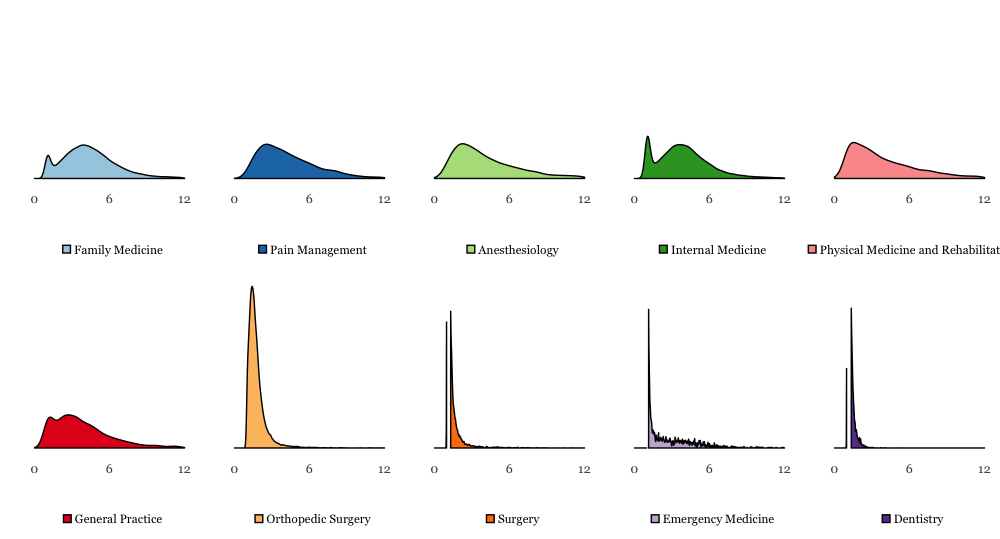 0 6 12 0 6 12 0 6 12 0 6 12 0 6 12
Family Medicine Pain Management Anesthesiology Internal Medicine Physical Medicine and Rehabilitat
0 6 12 0 6 12 0 6 12 0 6 12 0 6 12
General Practice Orthopedic Surgery Surgery Emergency Medicine Dentistry